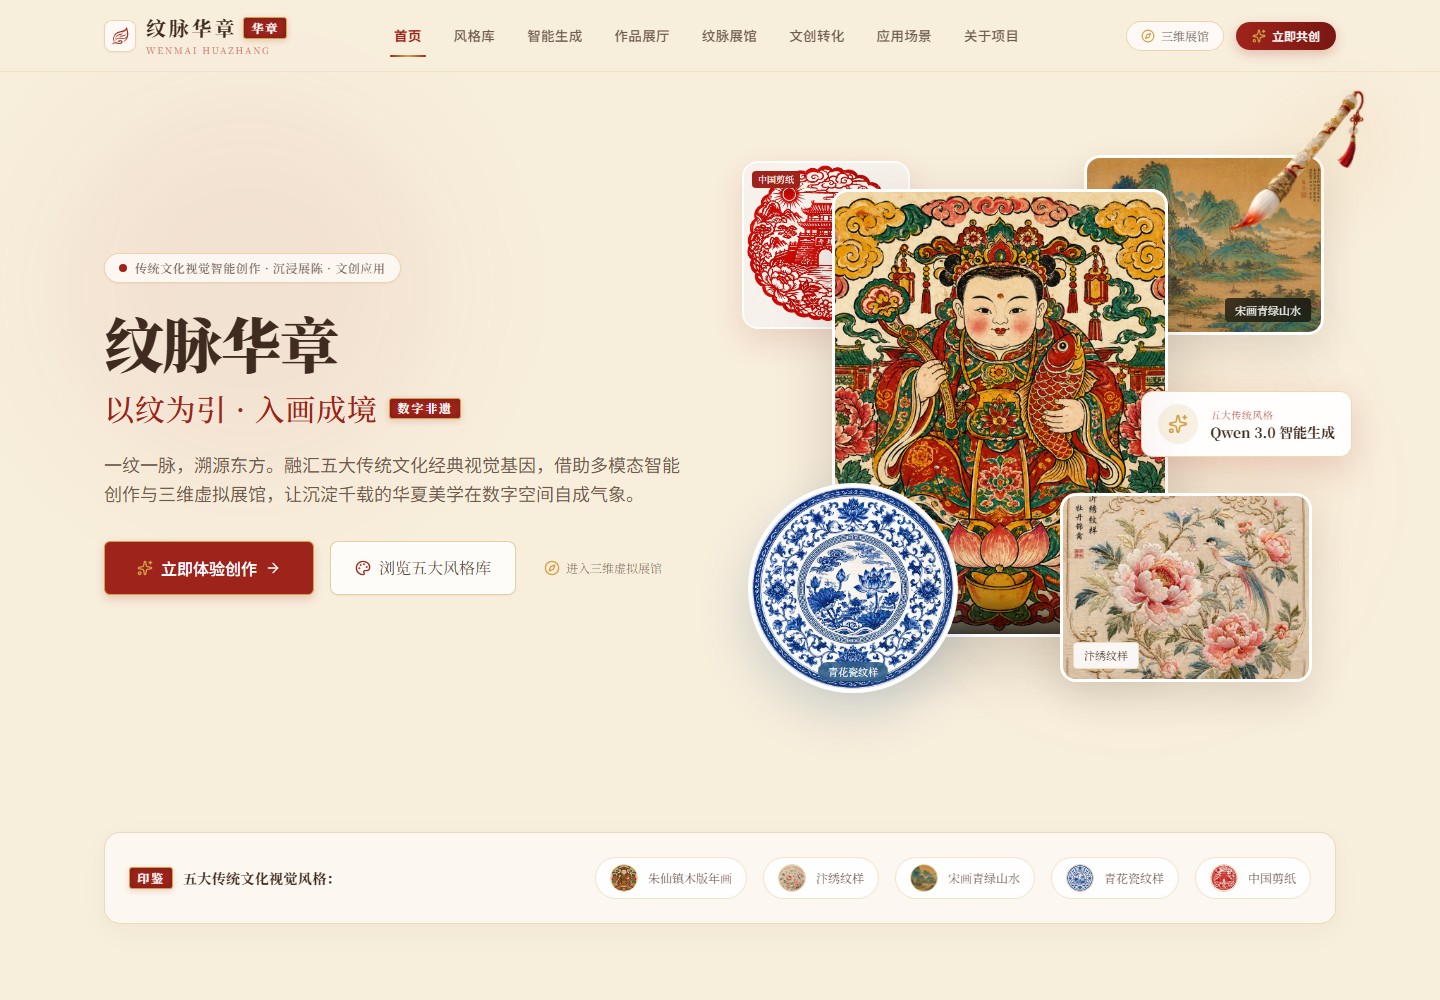 纹脉华章 华章
WENMAI HUAZHANG
首页 风格库 智能生成 作品展厅 纹脉展馆 文创转化 应用场景 关于项目
三维展馆 立即共创
传统文化视觉智能创作 · 沉浸展陈 · 文创应用
纹脉华章
以纹为引 · 入画成境 数字非遗
一纹一脉，溯源东方。融汇五大传统文化经典视觉基因，借助多模态智能
创作与三维虚拟展馆，让沉淀千载的华夏美学在数字空间自成气象。
立即体验创作
浏览五大风格库
进入三维虚拟展馆
中国剪纸
宋画青绿山水
五大传统风格
Qwen 3.0 智能生成
青花瓷纹样
汴绣纹样
印鉴 五大传统文化视觉风格：
朱仙镇木版年画 汴绣纹样 宋画青绿山水 青花瓷纹样 中国剪纸